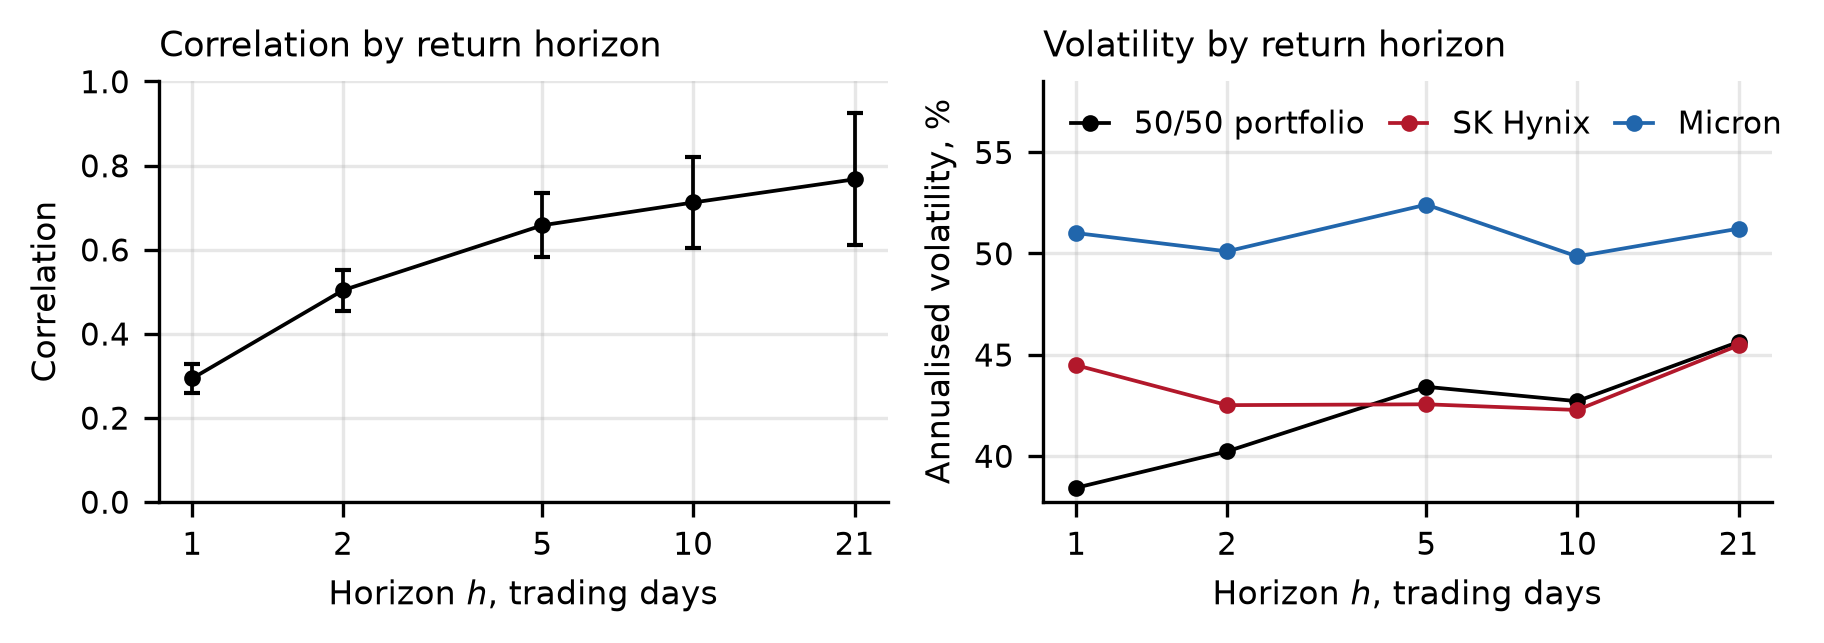 Correlation by return horizon
1.0
0.8
0.6
0.4
0.2
0.0
Correlation
1 2 5 10 21
Horizon h, trading days
Volatility by return horizon
50/50 portfolio SK Hynix Micron
55
50
45
40
Annualised volatility, %
1 2 5 10 21
Horizon h, trading days